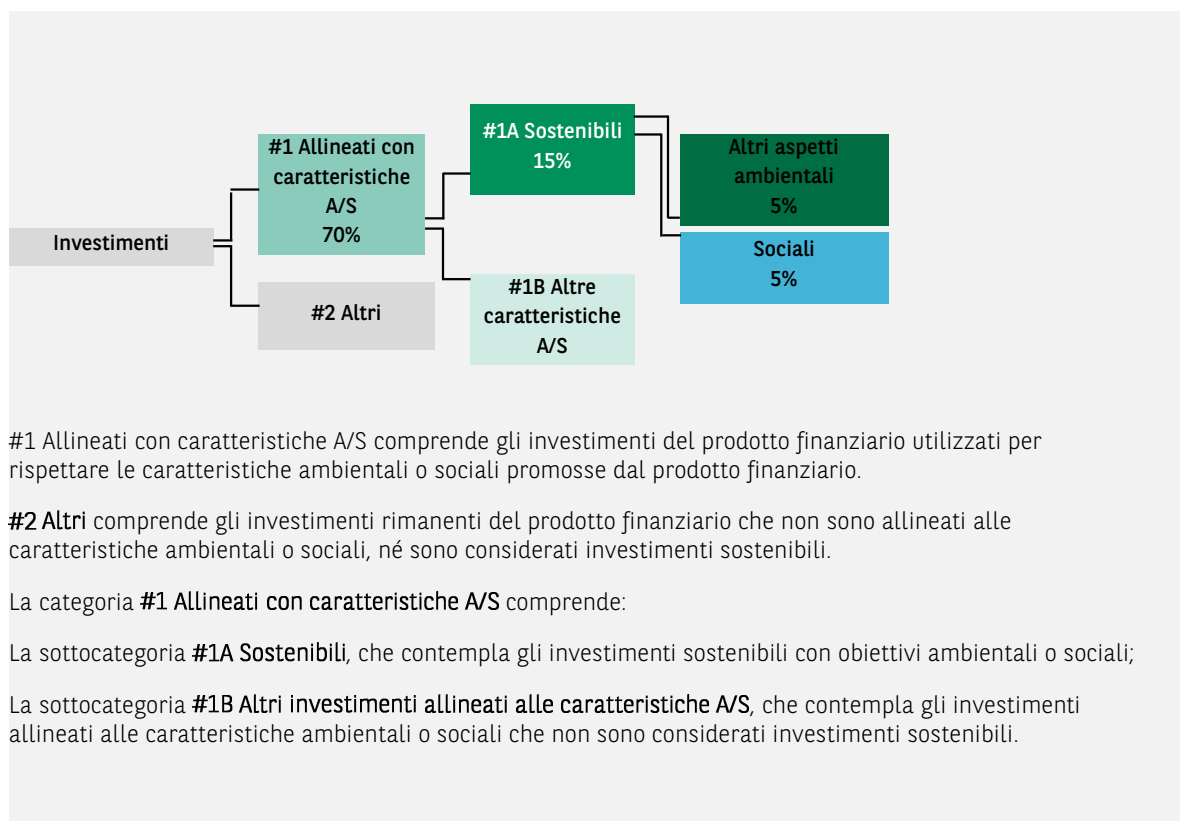 #1A Sostenibili
15%
#1 Allineati con
caratteristiche
A/S
70%
Altri aspetti
ambientali
5%
Investimenti
Sociali
5%
#2 Altri
#1B Altre
caratteristiche
A/S
#1 Allineati con caratteristiche A/S comprende gli investimenti del prodotto finanziario utilizzati per
rispettare le caratteristiche ambientali o sociali promosse dal prodotto finanziario.
#2 Altri comprende gli investimenti rimanenti del prodotto finanziario che non sono allineati alle
caratteristiche ambientali o sociali, né sono considerati investimenti sostenibili.
La categoria #1 Allineati con caratteristiche A/S comprende:
La sottocategoria #1A Sostenibili, che contempla gli investimenti sostenibili con obiettivi ambientali o sociali;
La sottocategoria #1B Altri investimenti allineati alle caratteristiche A/S, che contempla gli investimenti
allineati alle caratteristiche ambientali o sociali che non sono considerati investimenti sostenibili.